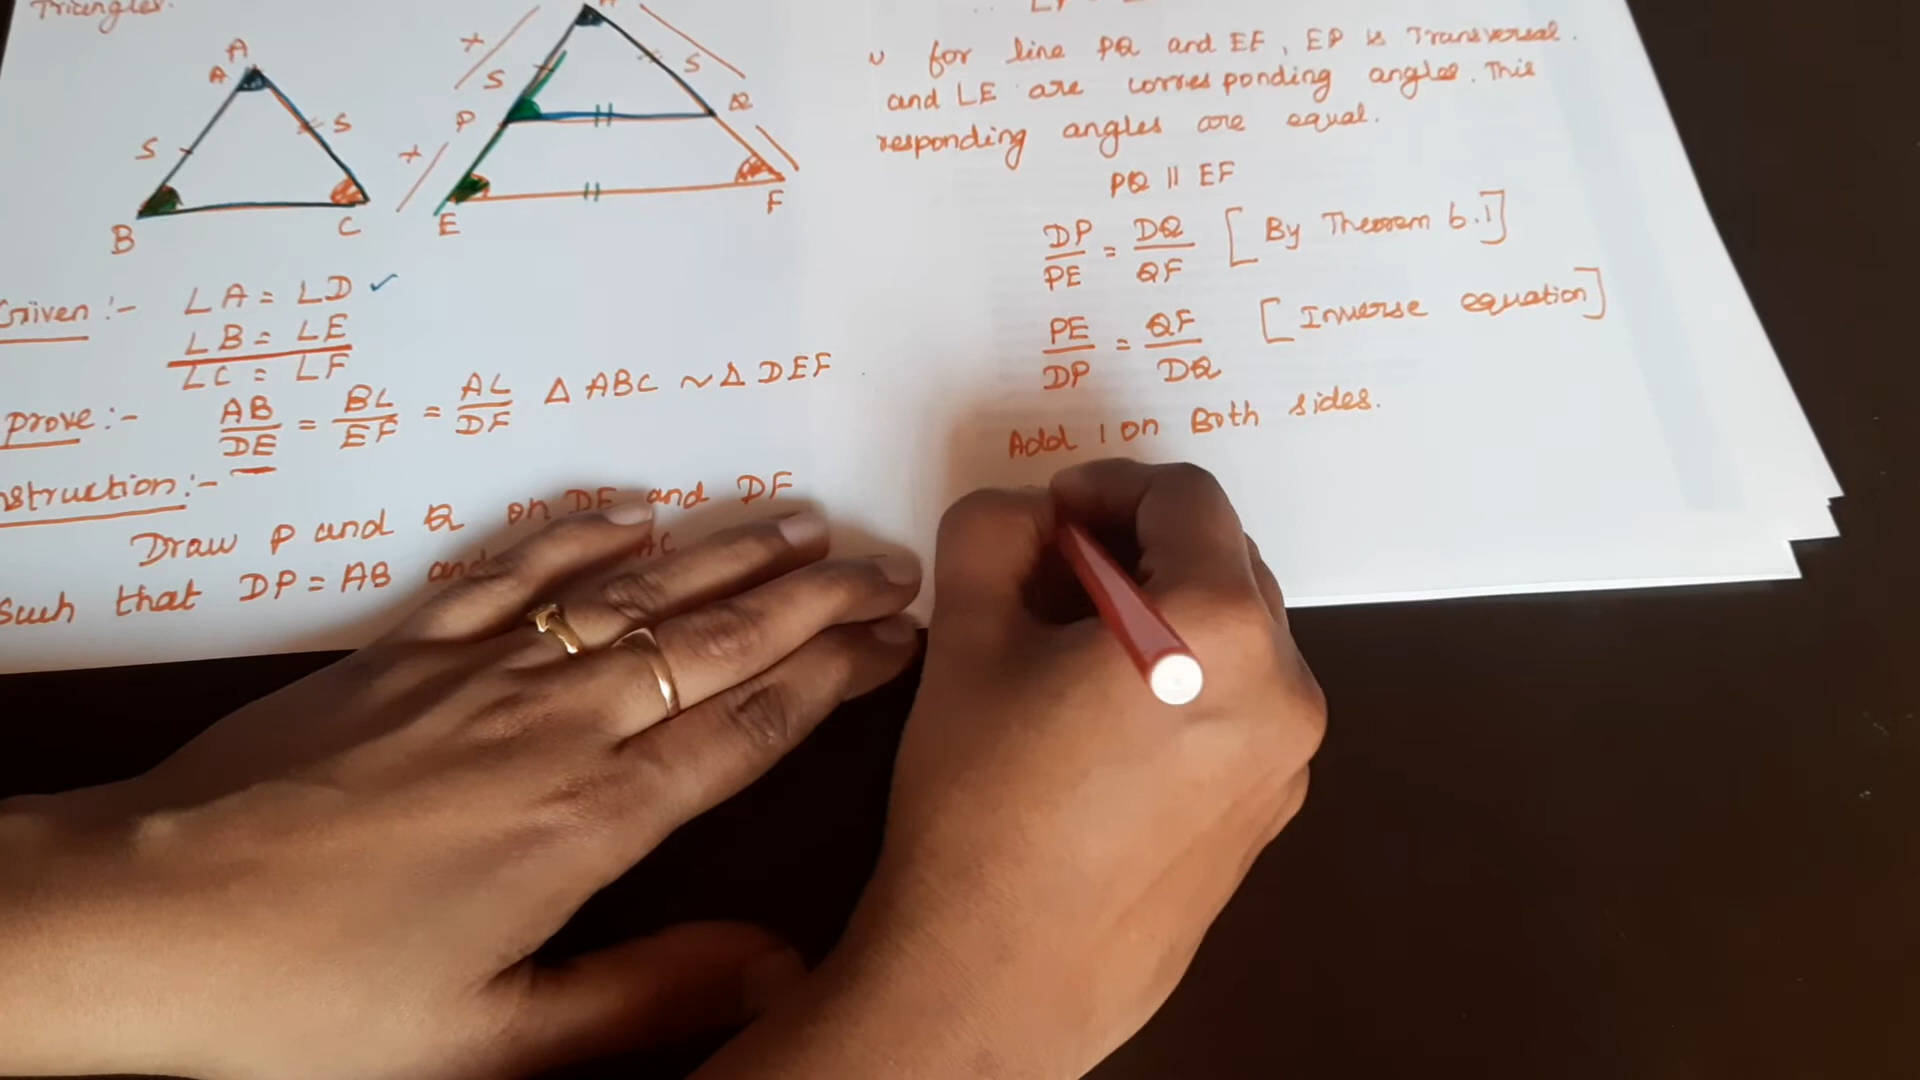 Triangles.
A
A
S
S
B
C
S
S
P
Q
E
F
Given :- ∠A = ∠D ✓
∠B = ∠E
∠C = ∠F
prove :- AB/DE = BC/EF = AC/DF Δ ABC ~ Δ DEF
nstruction :-
Draw P and Q on DE and DF
Such that DP = AB and AC
for line PQ and EF, EP is Transversal.
and ∠E are corresponding angles. This
responding angles are equal.
PQ || EF
DP/PE = DQ/QF [By Theorem 6.1]
PE/DP = QF/DQ [Inverse equation]
Add 1 on Both sides.